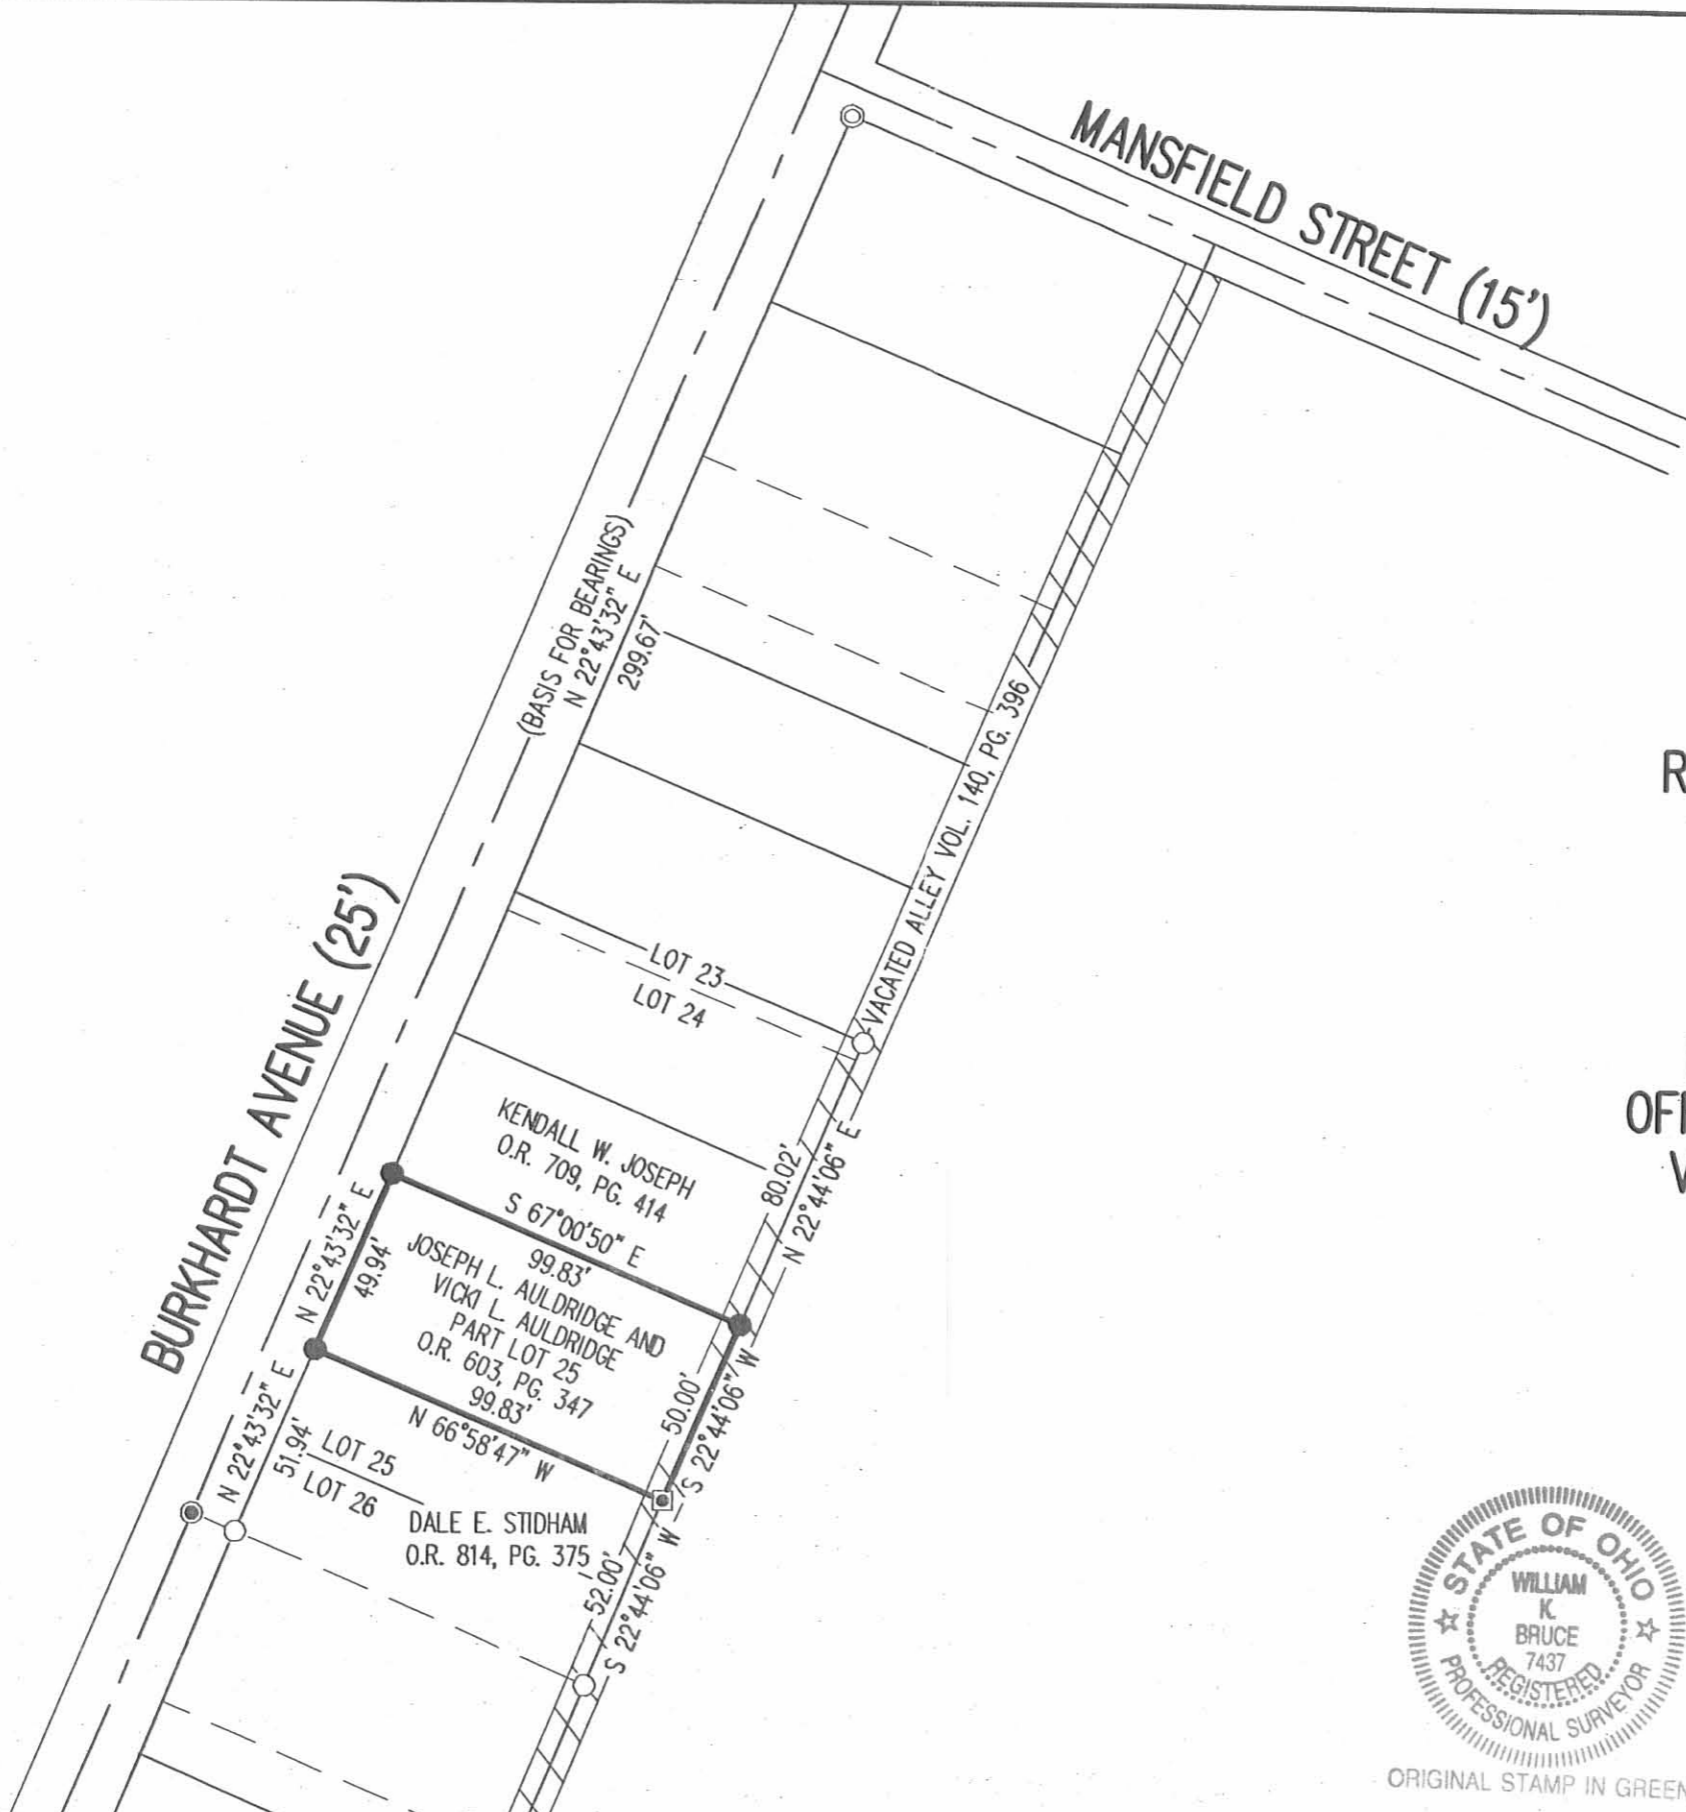 MANSFIELD STREET (15')
(BASIS FOR BEARINGS)
N 22°43'32" E
299.67'
VACATED ALLEY VOL. 140, PG. 396
BURKHARDT AVENUE (25')
LOT 23
LOT 24
KENDALL W. JOSEPH
O.R. 709, PG. 414
S 67°00'50" E
99.83'
80.02'
N 22°44'06" E
N 22°43'32" E
49.94'
JOSEPH L. AULDRIDGE AND
VICKI L. AULDRIDGE
PART LOT 25
O.R. 603, PG. 347
99.83'
N 66°58'47" W
50.00'
S 22°44'06" W
N 22°43'32" E
51.94'
LOT 25
LOT 26
DALE E. STIDHAM
O.R. 814, PG. 375
52.00'
S 22°44'06" W
R
OF
STATE OF OHIO
WILLIAM
K.
BRUCE
7437
REGISTERED
PROFESSIONAL SURVEYOR
ORIGINAL STAMP IN GREEN